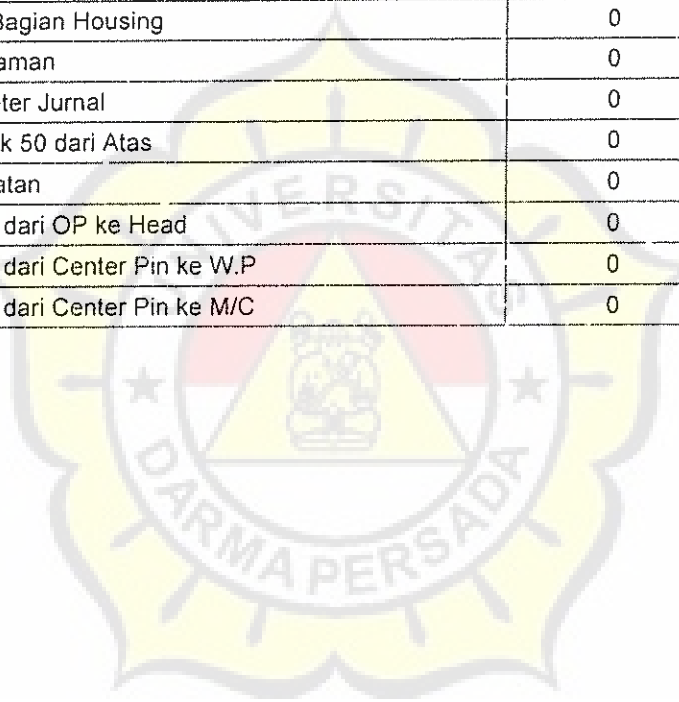 Bagian Housing 0
aman 0
ter Jurnal 0
k 50 dari Atas 0
atan 0
dari OP ke Head 0
dari Center Pin ke W.P 0
dari Center Pin ke M/C 0
UNIVERSITAS
DARMA PERSADA